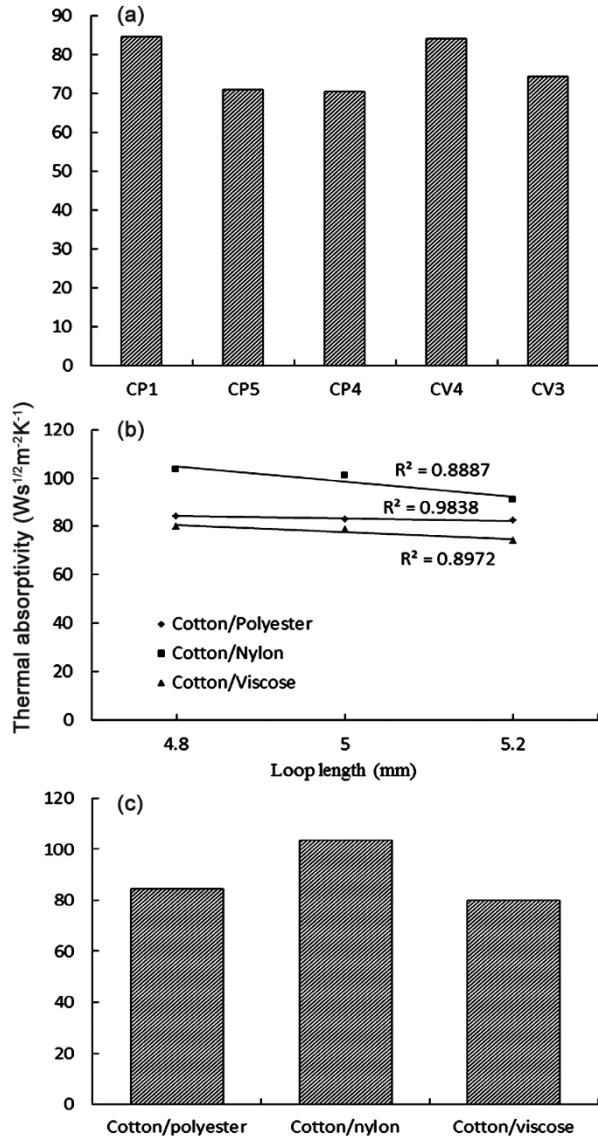 (a)
90
80
70
60
50
40
30
20
10
0
CP1 CP5 CP4 CV4 CV3
Thermal absorptivity (Ws1/2m-2K-1)
(b)
120
100
80
60
40
20
0
R² = 0.8887
R² = 0.9838
R² = 0.8972
Cotton/Polyester
Cotton/Nylon
Cotton/Viscose
4.8 5 5.2
Loop length (mm)
(c)
120
100
80
60
40
20
0
Cotton/polyester Cotton/nylon Cotton/viscose